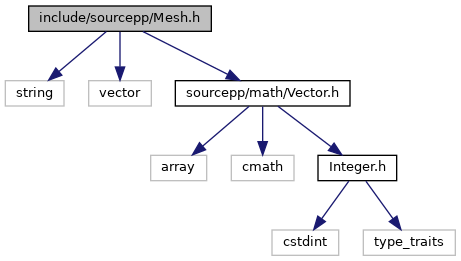 include/sourcepp/Mesh.h
string
vector
sourcepp/math/Vector.h
array
cmath
Integer.h
cstdint
type_traits